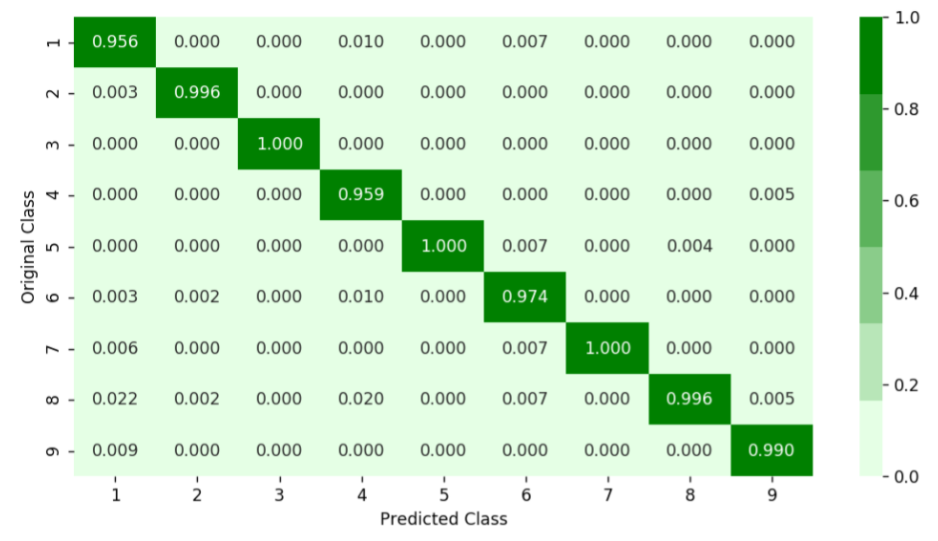 1 0.956 0.000 0.000 0.010 0.000 0.007 0.000 0.000 0.000
2 0.003 0.996 0.000 0.000 0.000 0.000 0.000 0.000 0.000
3 0.000 0.000 1.000 0.000 0.000 0.000 0.000 0.000 0.000
4 0.000 0.000 0.000 0.959 0.000 0.000 0.000 0.000 0.005
5 0.000 0.000 0.000 0.000 1.000 0.007 0.000 0.004 0.000
6 0.003 0.002 0.000 0.010 0.000 0.974 0.000 0.000 0.000
7 0.006 0.000 0.000 0.000 0.000 0.007 1.000 0.000 0.000
8 0.022 0.002 0.000 0.020 0.000 0.007 0.000 0.996 0.005
9 0.009 0.000 0.000 0.000 0.000 0.000 0.000 0.000 0.990
1 2 3 4 5 6 7 8 9
Predicted Class
Original Class
1.0
0.8
0.6
0.4
0.2
0.0